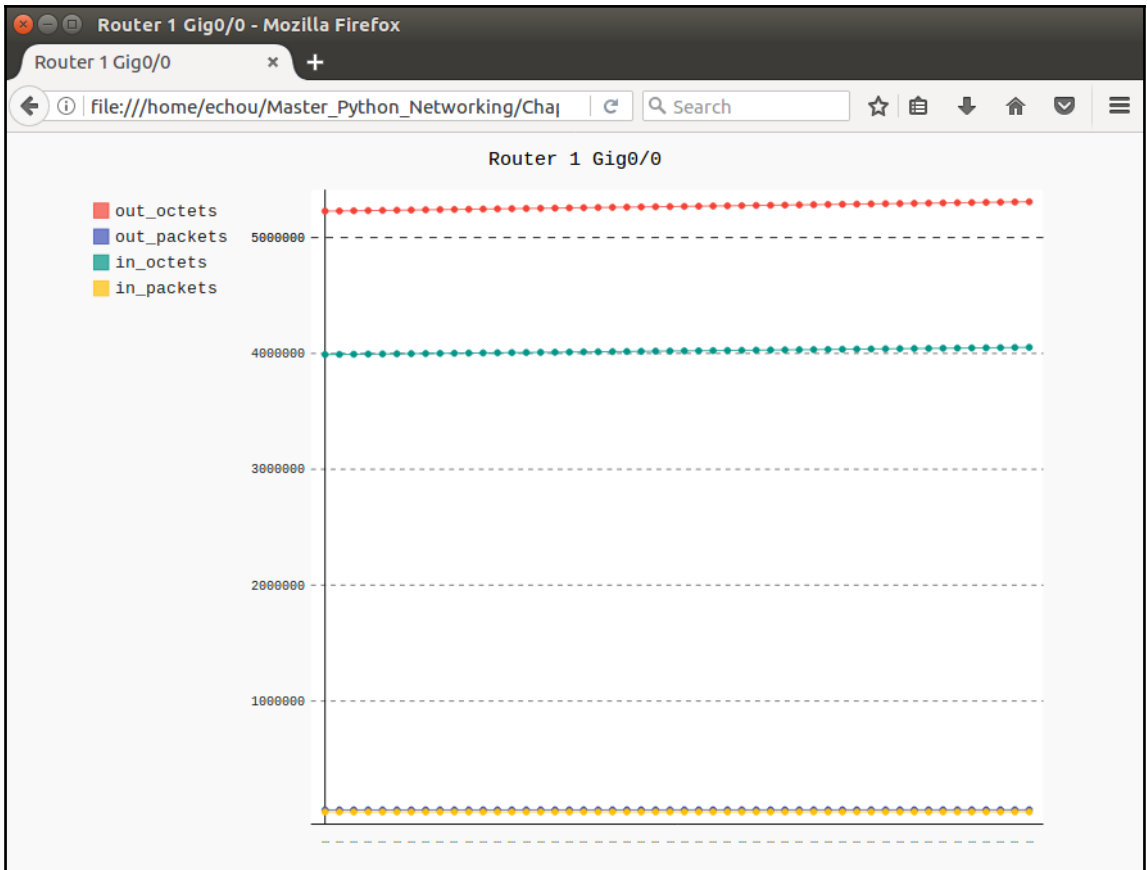 Router 1 Gig0/0 - Mozilla Firefox
Router 1 Gig0/0
file:///home/echou/Master_Python_Networking/Chap
Search
Router 1 Gig0/0
out_octets
out_packets
in_octets
in_packets
5000000
4000000
3000000
2000000
1000000